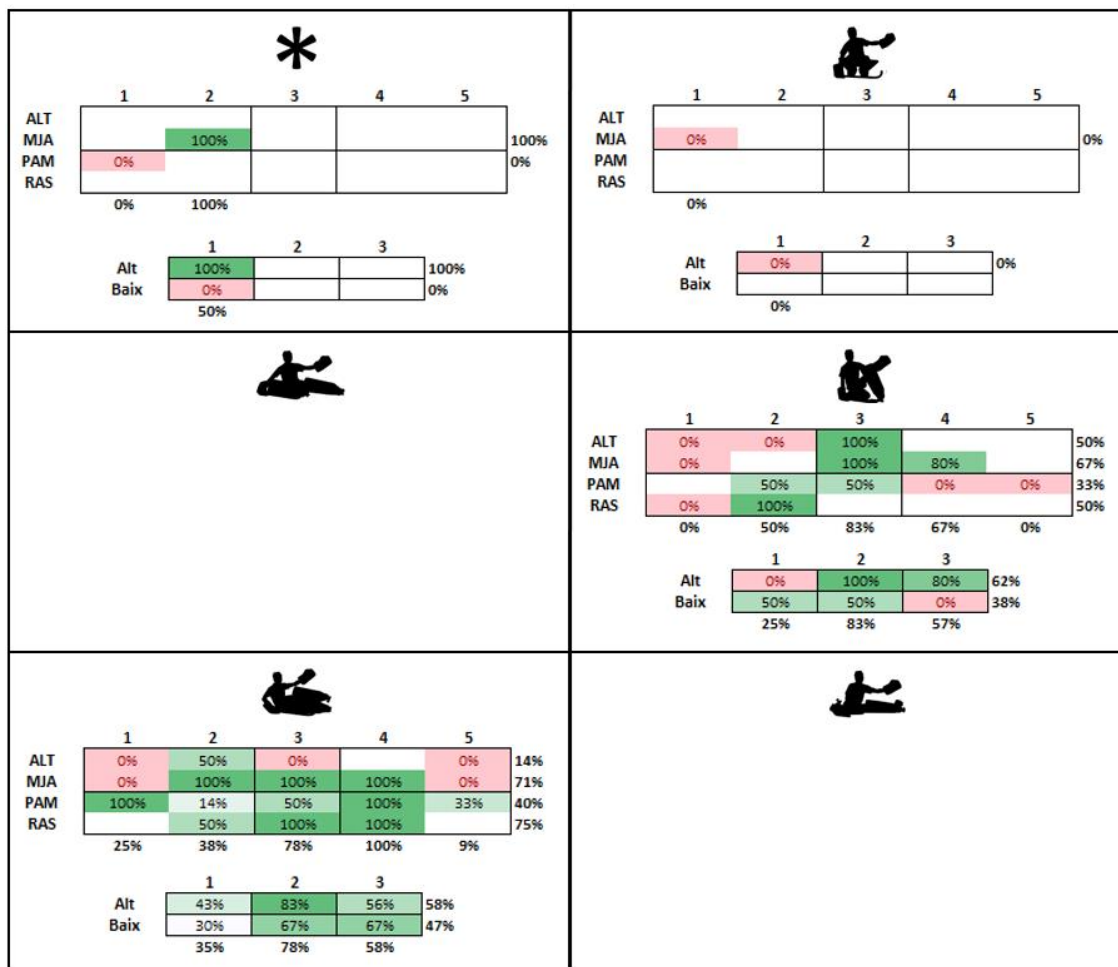 *
1 2 3 4 5
ALT
MJA 100% 100%
PAM 0% 0%
RAS
0% 100%
1 2 3
Alt 100% 100%
Baix 0% 0%
50%
1 2 3 4 5
ALT
MJA 0% 0%
PAM
RAS
0%
1 2 3
Alt 0% 0%
Baix
0%
1 2 3 4 5
ALT 0% 0% 100% 50%
MJA 0% 100% 80% 67%
PAM 50% 50% 0% 0% 33%
RAS 0% 100% 50%
0% 50% 83% 67% 0%
1 2 3
Alt 0% 100% 80% 62%
Baix 50% 50% 0% 38%
25% 83% 57%
1 2 3 4 5
ALT 0% 50% 0% 0% 14%
MJA 0% 100% 100% 100% 0% 71%
PAM 100% 14% 50% 100% 33% 40%
RAS 50% 100% 100% 75%
25% 38% 78% 100% 9%
1 2 3
Alt 43% 83% 56% 58%
Baix 30% 67% 67% 47%
35% 78% 58%